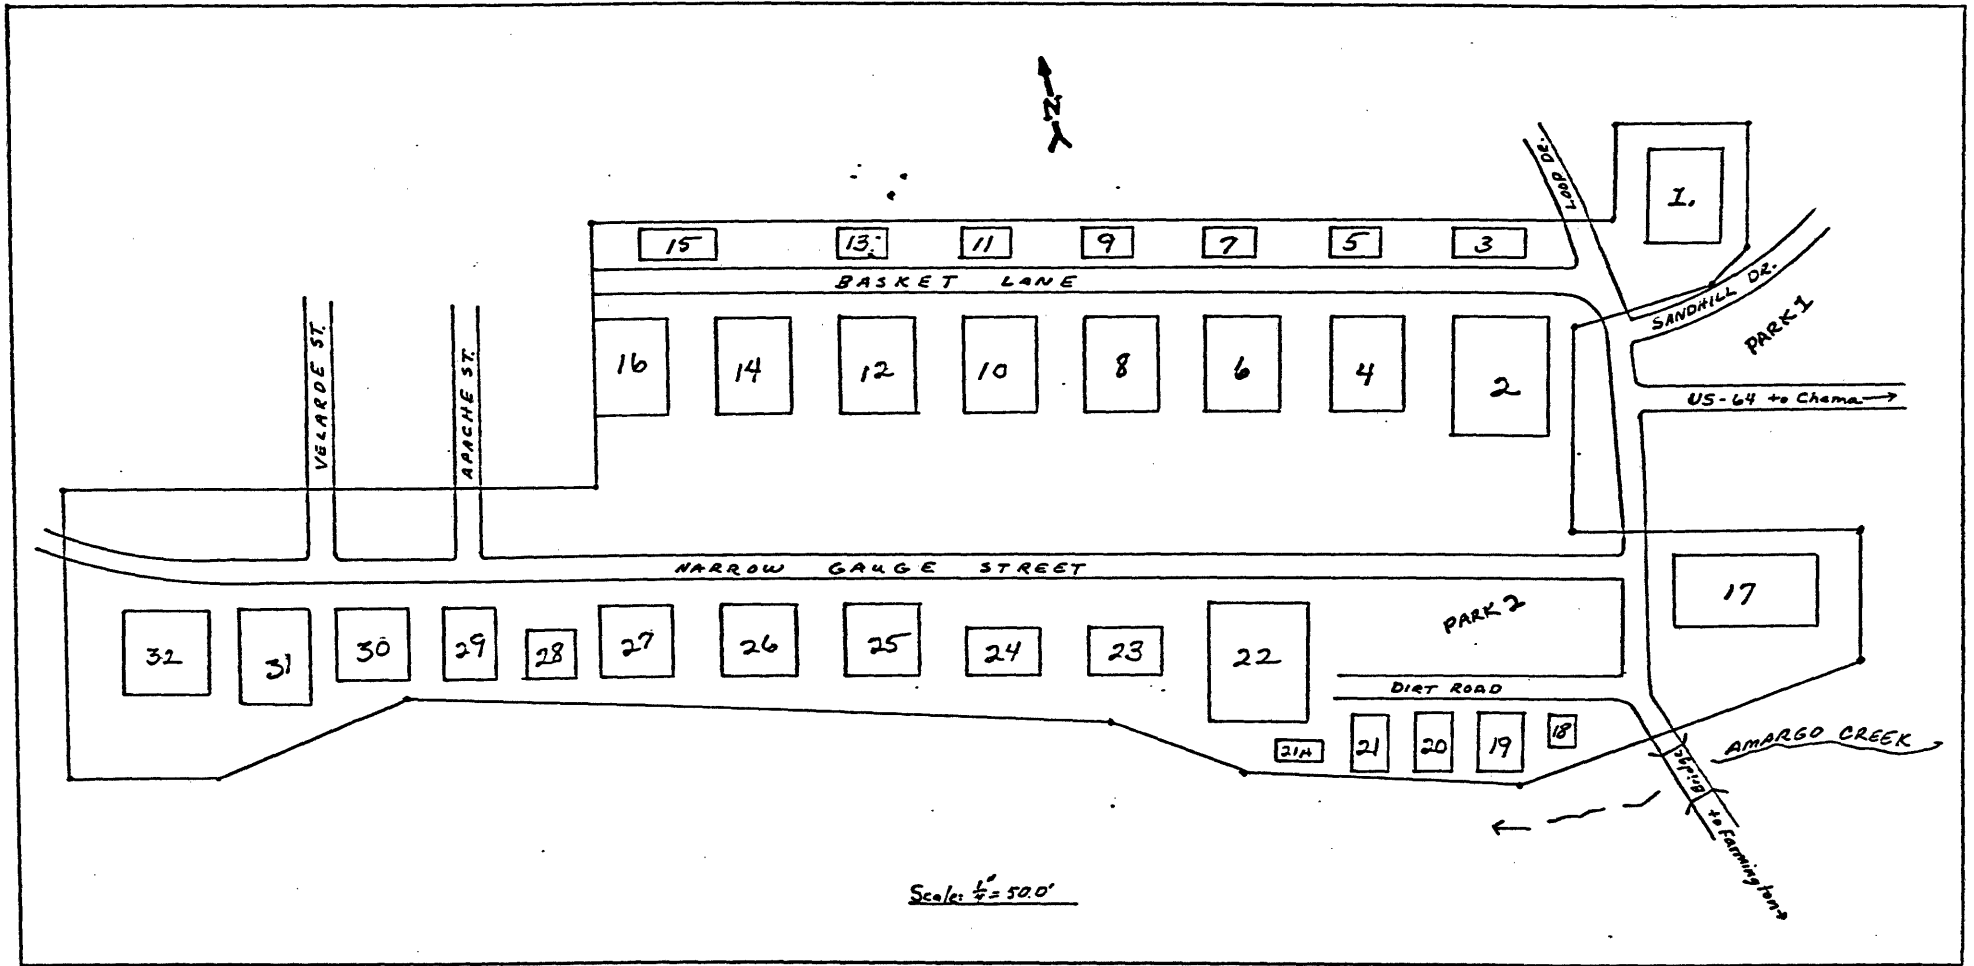 N
LOOP DR.
1.
15
13
11
9
7
5
3
BASKET LANE
SANDHILL DR.
PARK 1
VELARDE ST.
APACHE ST.
16
14
12
10
8
6
4
2
US-64 to Chama
NARROW GAUGE STREET
17
PARK 2
32
31
30
29
28
27
26
25
24
23
22
DIRT ROAD
21A
21
20
19
18
AMARGO CREEK
Bridge
to Farmington
Scale: 1/4" = 50.0'